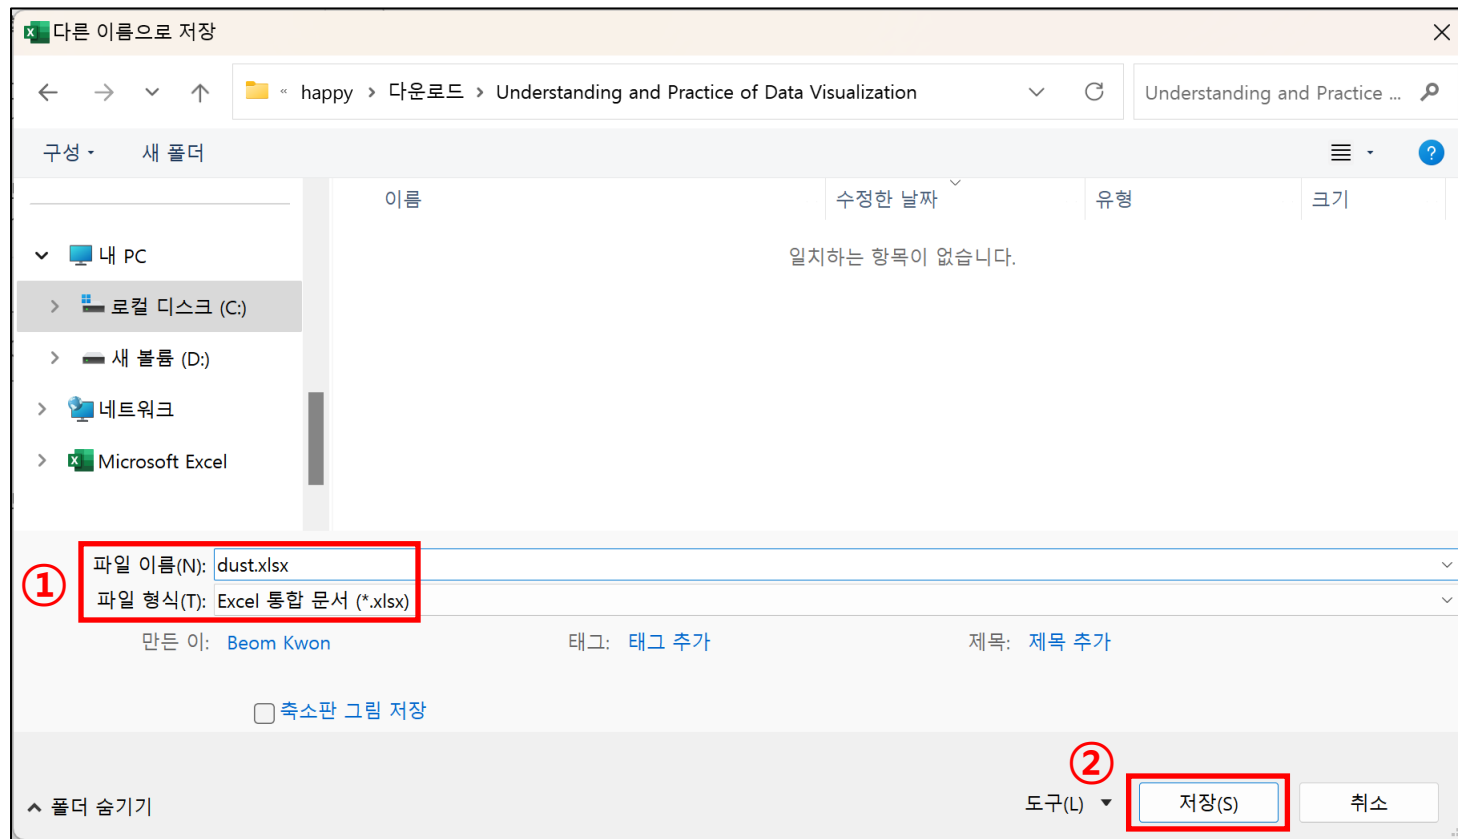 다른 이름으로 저장
« happy > 다운로드 > Understanding and Practice of Data Visualization
Understanding and Practice ...
구성
새 폴더
이름 수정한 날짜 유형 크기
일치하는 항목이 없습니다.
내 PC
로컬 디스크 (C:)
새 볼륨 (D:)
네트워크
Microsoft Excel
①
파일 이름(N): dust.xlsx
파일 형식(T): Excel 통합 문서 (*.xlsx)
만든 이: Beom Kwon 태그: 태그 추가 제목: 제목 추가
축소판 그림 저장
②
폴더 숨기기 도구(L) 저장(S) 취소